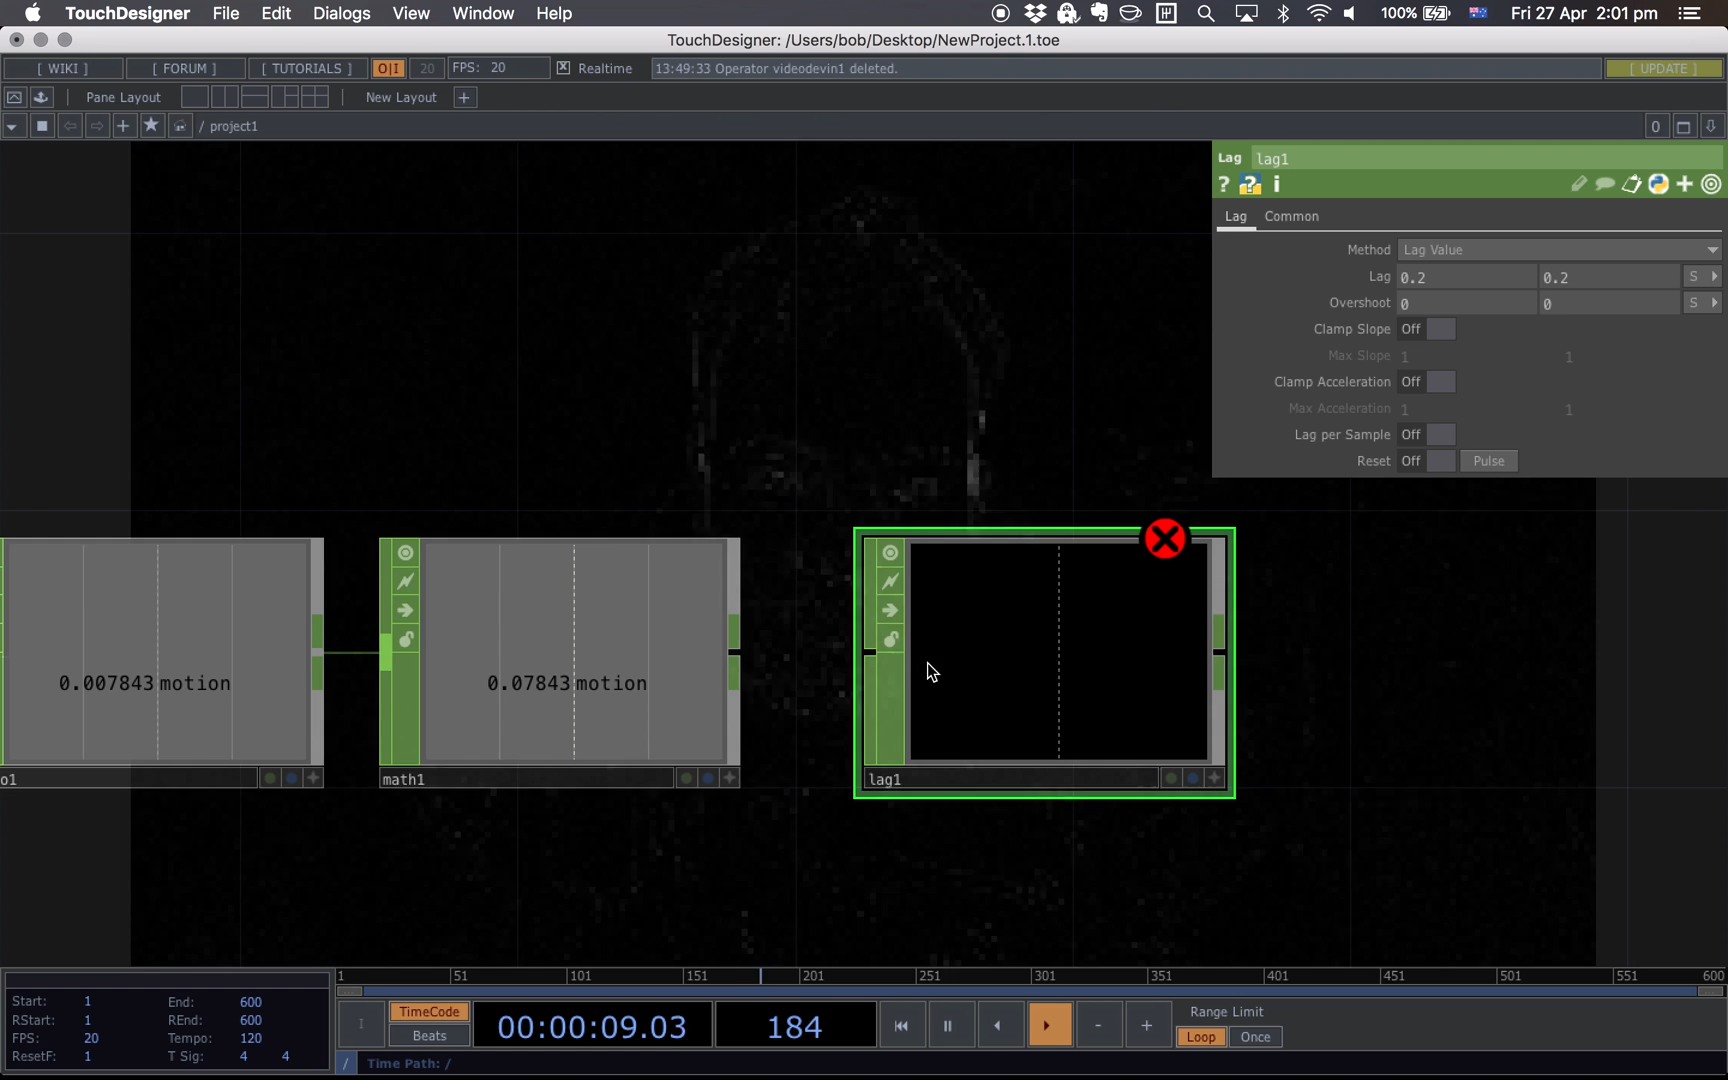 TouchDesigner File Edit Dialogs View Window Help 100% Fri 27 Apr 2:01 pm
TouchDesigner: /Users/bob/Desktop/NewProject.1.toe
[ WIKI ] [ FORUM ] [ TUTORIALS ] O|I 20 FPS: 20 Realtime 13:49:33 Operator videodevin1 deleted. [ UPDATE ]
Pane Layout New Layout +
/ project1 0
Lag lag1
? ? i
Lag Common
Method Lag Value
Lag 0.2 0.2 S
Overshoot 0 0 S
Clamp Slope Off
Max Slope 1 1
Clamp Acceleration Off
Max Acceleration 1 1
Lag per Sample Off
Reset Off Pulse
0.007843 motion 0.07843 motion
o1 math1 lag1
1 51 101 151 201 251 301 351 401 451 501 551 600
Start: 1 End: 600
RStart: 1 REnd: 600
FPS: 20 Tempo: 120
ResetF: 1 T Sig: 4 4
TimeCode
Beats
00:00:09.03 184
- +
Range Limit
Loop Once
/ Time Path: /